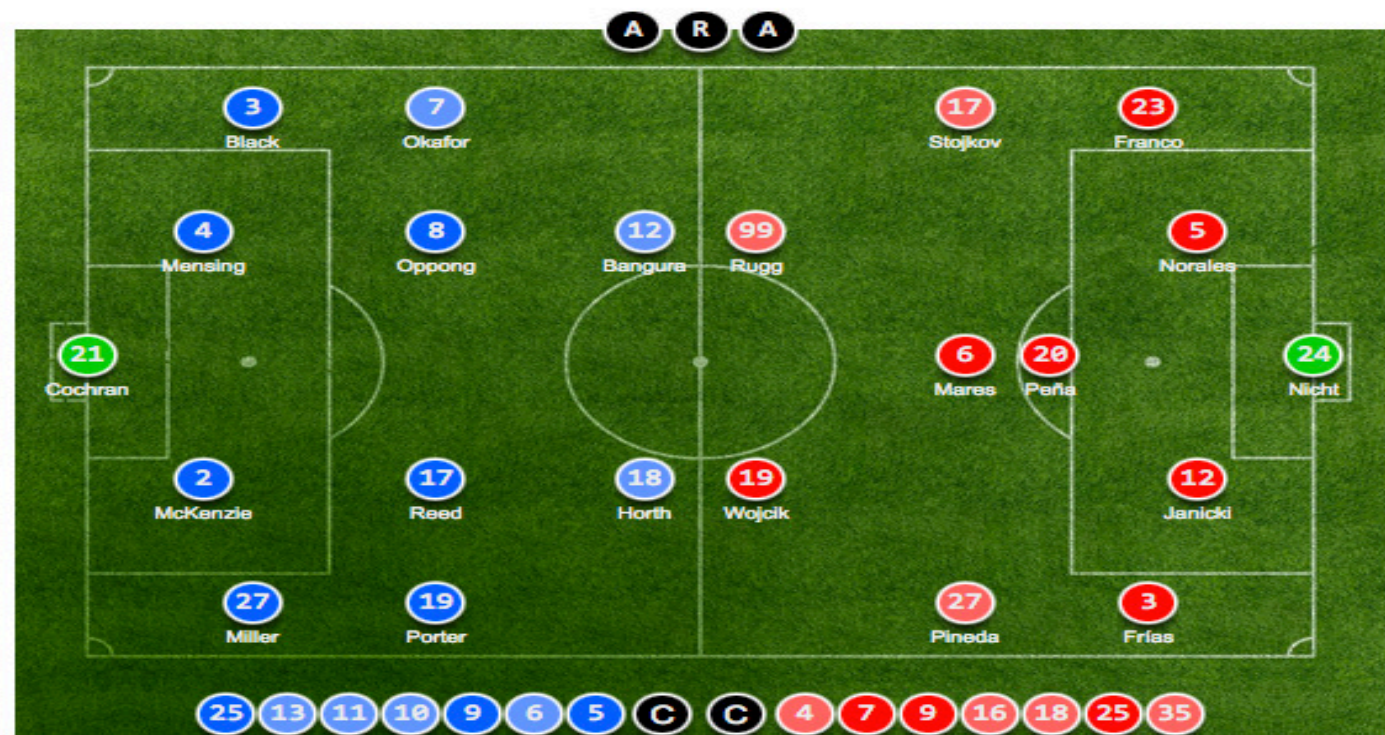 A R A
3 7 17 23
Black Okafor Stojkov Franco
4 8 12 99 5
Mensing Oppong Bangura Rugg Norales
21 6 20 24
Cochran Mares Peña Nicht
2 17 18 19 12
McKenzie Reed Horth Wojcik Janicki
27 19 27 3
Miller Porter Pineda Frías
25 13 11 10 9 6 5 C C 4 7 9 16 18 25 35